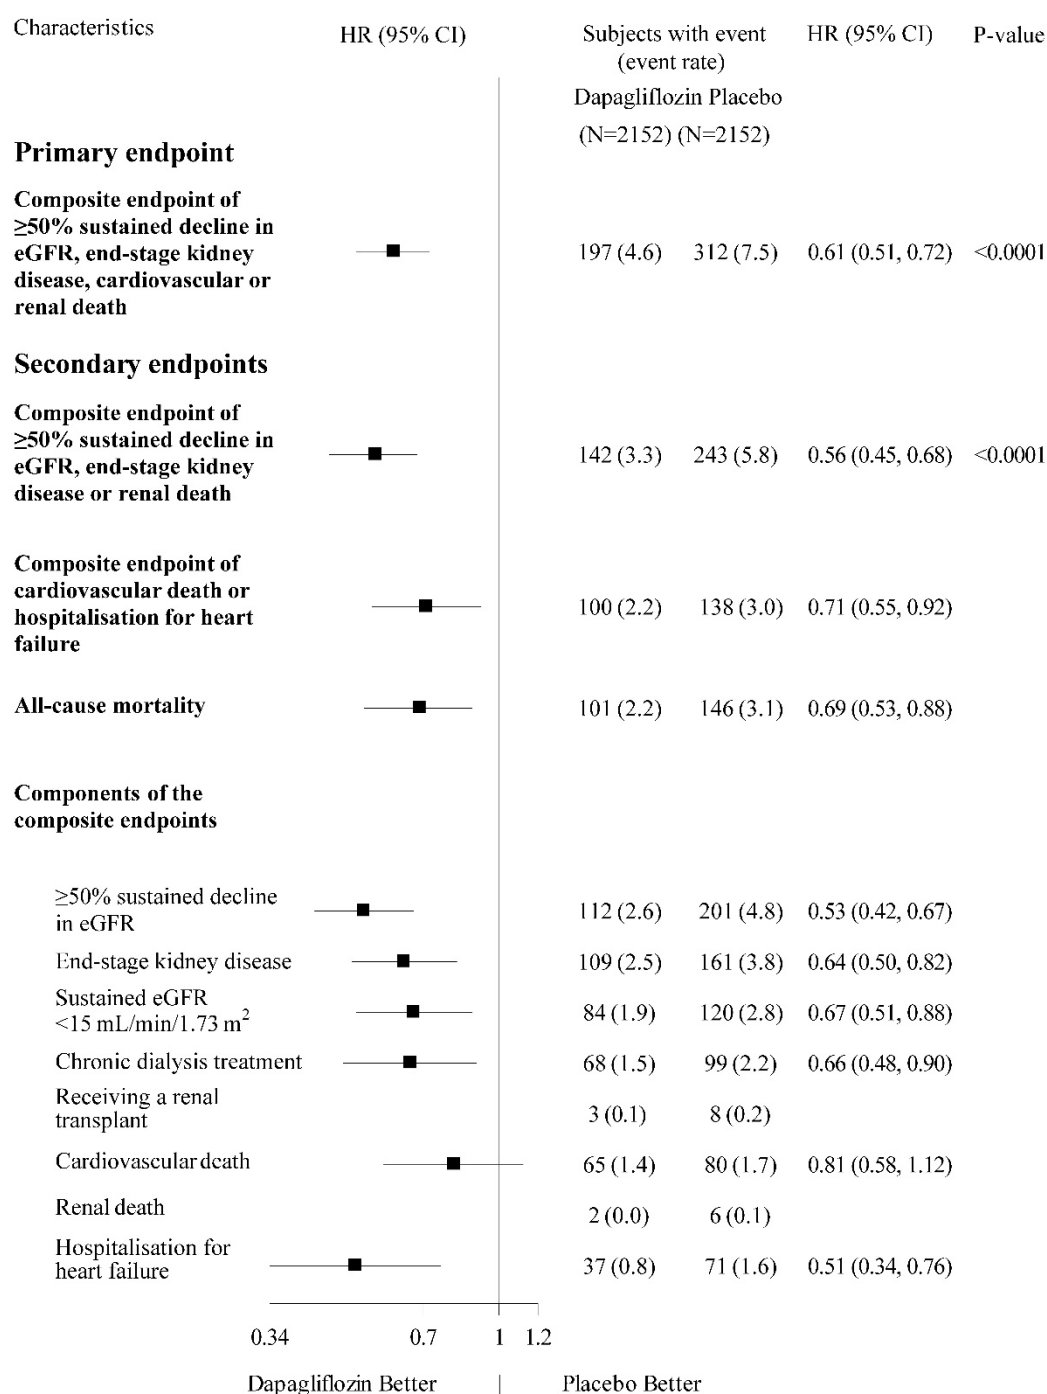 Characteristics HR (95% CI) Subjects with event HR (95% CI) P-value
(event rate)
Dapagliflozin Placebo
(N=2152) (N=2152)
Primary endpoint
Composite endpoint of
≥50% sustained decline in
eGFR, end-stage kidney 197 (4.6) 312 (7.5) 0.61 (0.51, 0.72) <0.0001
disease, cardiovascular or
renal death
Secondary endpoints
Composite endpoint of
≥50% sustained decline in
eGFR, end-stage kidney 142 (3.3) 243 (5.8) 0.56 (0.45, 0.68) <0.0001
disease or renal death
Composite endpoint of
cardiovascular death or
hospitalisation for heart 100 (2.2) 138 (3.0) 0.71 (0.55, 0.92)
failure
All-cause mortality 101 (2.2) 146 (3.1) 0.69 (0.53, 0.88)
Components of the
composite endpoints
≥50% sustained decline
in eGFR 112 (2.6) 201 (4.8) 0.53 (0.42, 0.67)
End-stage kidney disease 109 (2.5) 161 (3.8) 0.64 (0.50, 0.82)
Sustained eGFR
<15 mL/min/1.73 m² 84 (1.9) 120 (2.8) 0.67 (0.51, 0.88)
Chronic dialysis treatment 68 (1.5) 99 (2.2) 0.66 (0.48, 0.90)
Receiving a renal
transplant 3 (0.1) 8 (0.2)
Cardiovascular death 65 (1.4) 80 (1.7) 0.81 (0.58, 1.12)
Renal death 2 (0.0) 6 (0.1)
Hospitalisation for
heart failure 37 (0.8) 71 (1.6) 0.51 (0.34, 0.76)
0.34 0.7 1 1.2
Dapagliflozin Better | Placebo Better